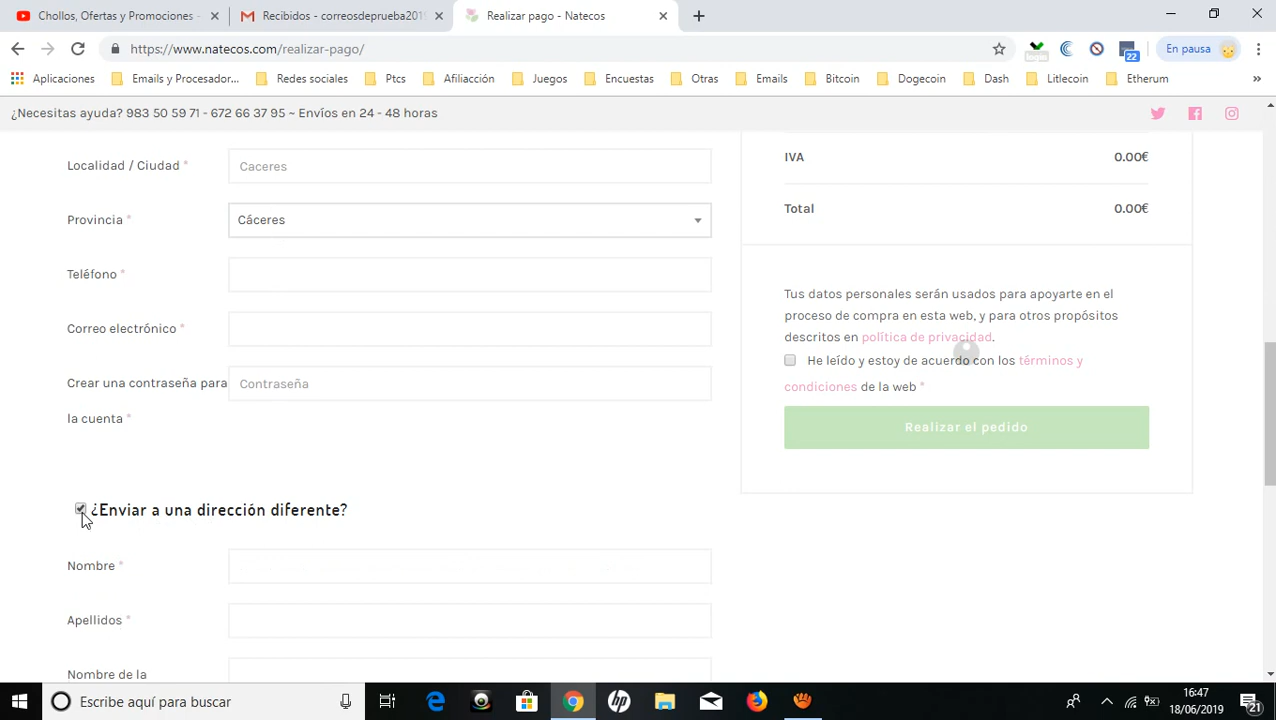 Chollos, Ofertas y Promociones -
Recibidos - correosdeprueba2019
Realizar pago - Natecos
https://www.natecos.com/realizar-pago/
22
En pausa
Aplicaciones
Emails y Procesador...
Redes sociales
Ptcs
Afiliacción
Juegos
Encuestas
Otras
Emails
Bitcoin
Dogecoin
Dash
Litlecoin
Etherum
»
¿Necesitas ayuda? 983 50 59 71 - 672 66 37 95 ~ Envíos en 24 - 48 horas
Localidad / Ciudad *
Caceres
Provincia *
Cáceres
Teléfono *
Correo electrónico *
Crear una contraseña para
la cuenta *
Contraseña
¿Enviar a una dirección diferente?
Nombre *
Apellidos *
Nombre de la
IVA 0.00€
Total 0.00€
Tus datos personales serán usados para apoyarte en el
proceso de compra en esta web, y para otros propósitos
descritos en política de privacidad.
He leído y estoy de acuerdo con los términos y
condiciones de la web *
Realizar el pedido
Escribe aquí para buscar
hp
16:47
18/06/2019
21